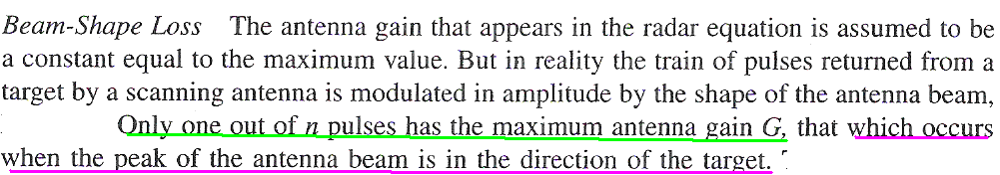 Beam-Shape Loss The antenna gain that appears in the radar equation is assumed to be
a constant equal to the maximum value. But in reality the train of pulses returned from a
target by a scanning antenna is modulated in amplitude by the shape of the antenna beam,
Only one out of n pulses has the maximum antenna gain G, that which occurs
when the peak of the antenna beam is in the direction of the target.